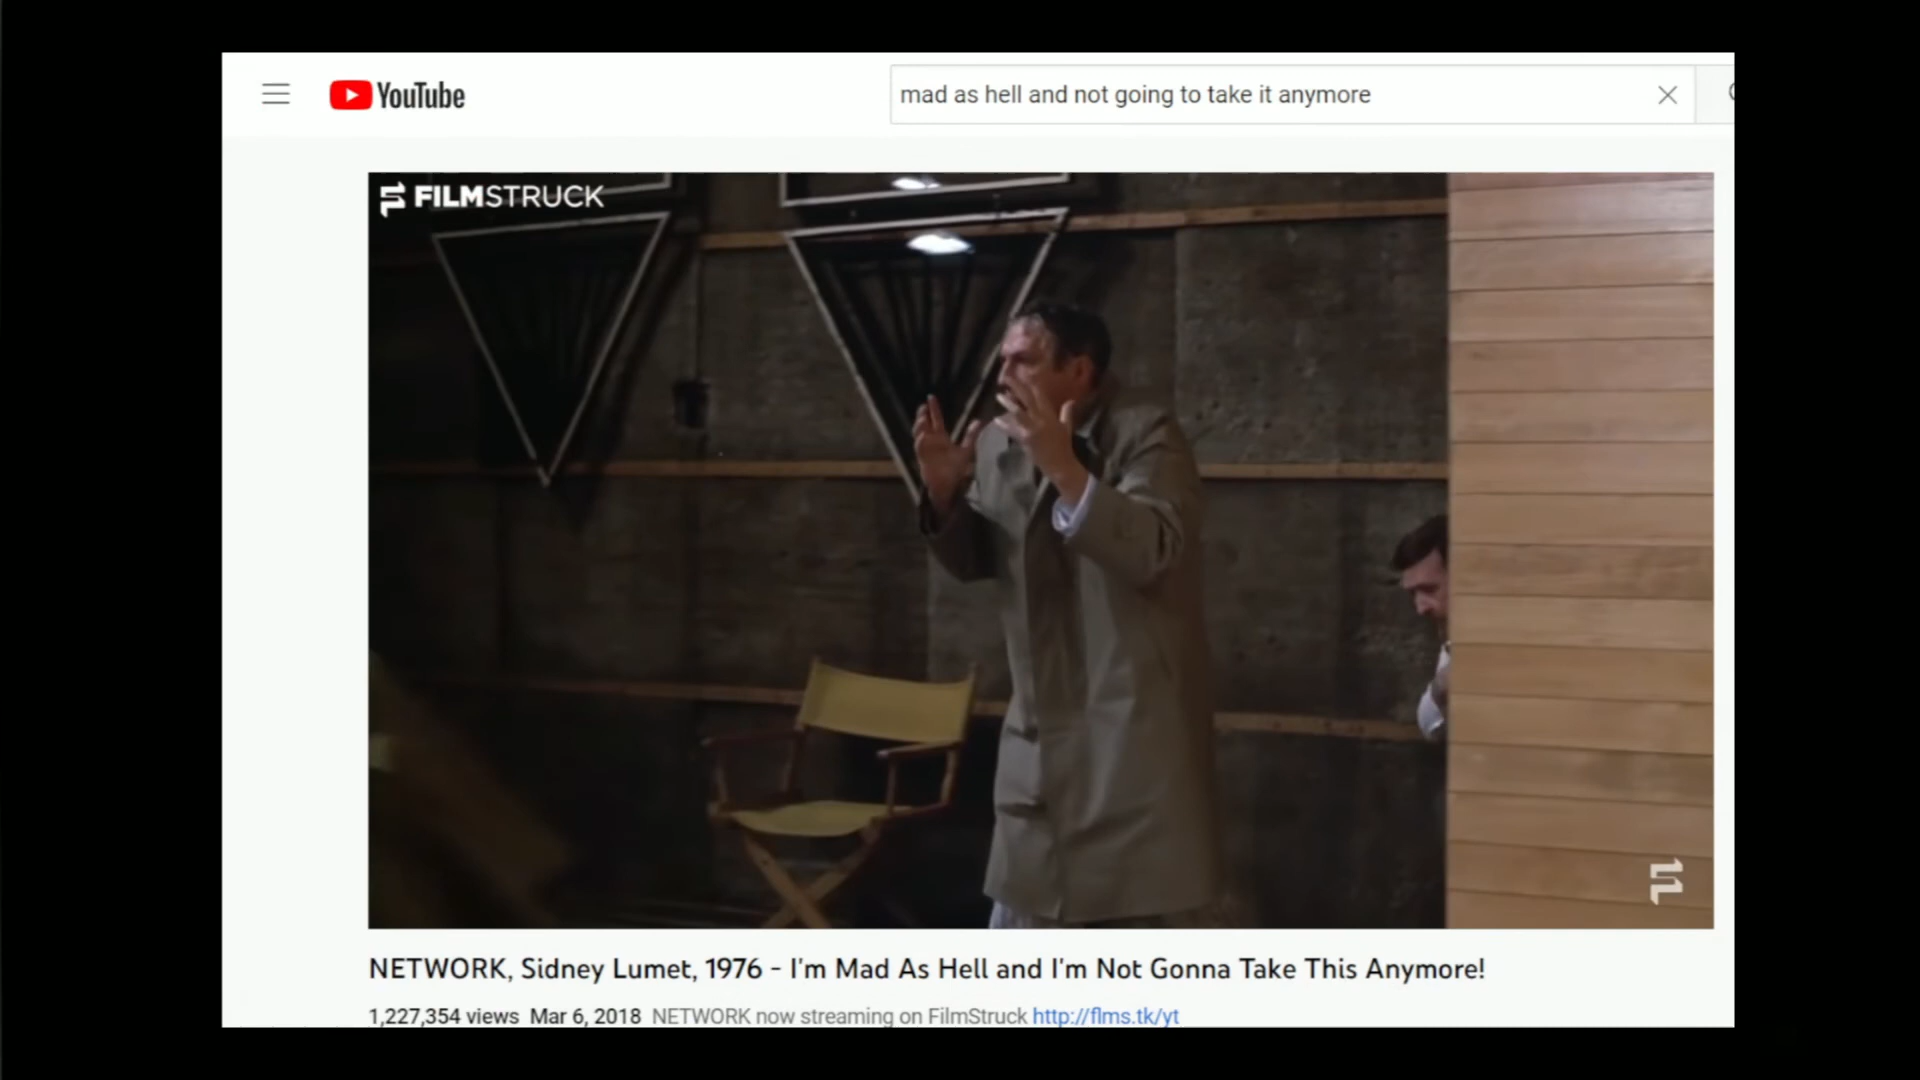 YouTube
mad as hell and not going to take it anymore
FILMSTRUCK
NETWORK, Sidney Lumet, 1976 - I'm Mad As Hell and I'm Not Gonna Take This Anymore!
1,227,354 views Mar 6, 2018 NETWORK now streaming on FilmStruck http://flms.tk/yt